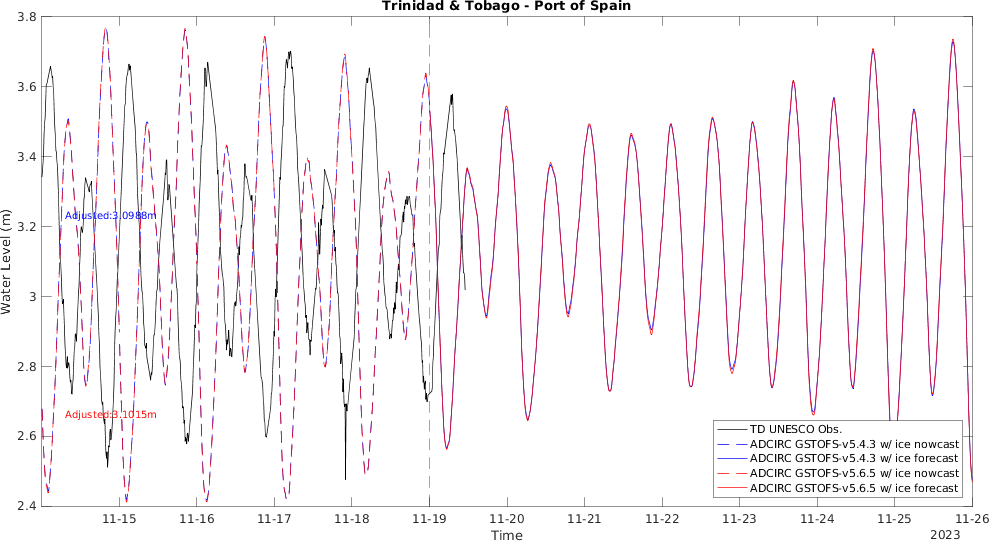 Trinidad & Tobago - Port of Spain
3.8
3.6
3.4
3.2
3
2.8
2.6
2.4
Water Level (m)
Adjusted:3.0988m
Adjusted:3.1015m
TD UNESCO Obs.
ADCIRC GSTOFS-v5.4.3 w/ ice nowcast
ADCIRC GSTOFS-v5.4.3 w/ ice forecast
ADCIRC GSTOFS-v5.6.5 w/ ice nowcast
ADCIRC GSTOFS-v5.6.5 w/ ice forecast
11-15 11-16 11-17 11-18 11-19 11-20 11-21 11-22 11-23 11-24 11-25 11-26
Time
2023